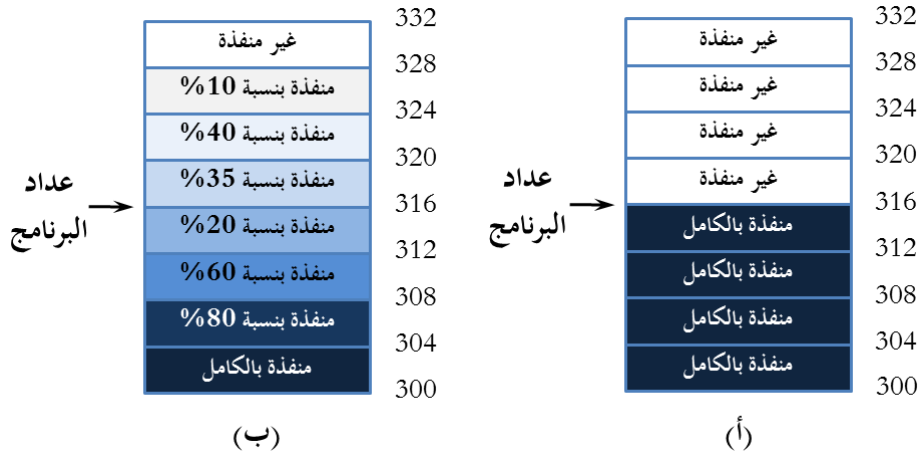 332
غير منفذة
328
غير منفذة
324
غير منفذة
320
غير منفذة
316
منفذة بالكامل
312
منفذة بالكامل
308
منفذة بالكامل
304
منفذة بالكامل
300
عداد
البرنامج
(أ)
332
غير منفذة
328
منفذة بنسبة 10%
324
منفذة بنسبة 40%
320
منفذة بنسبة 35%
316
منفذة بنسبة 20%
312
منفذة بنسبة 60%
308
منفذة بنسبة 80%
304
منفذة بالكامل
300
عداد
البرنامج
(ب)